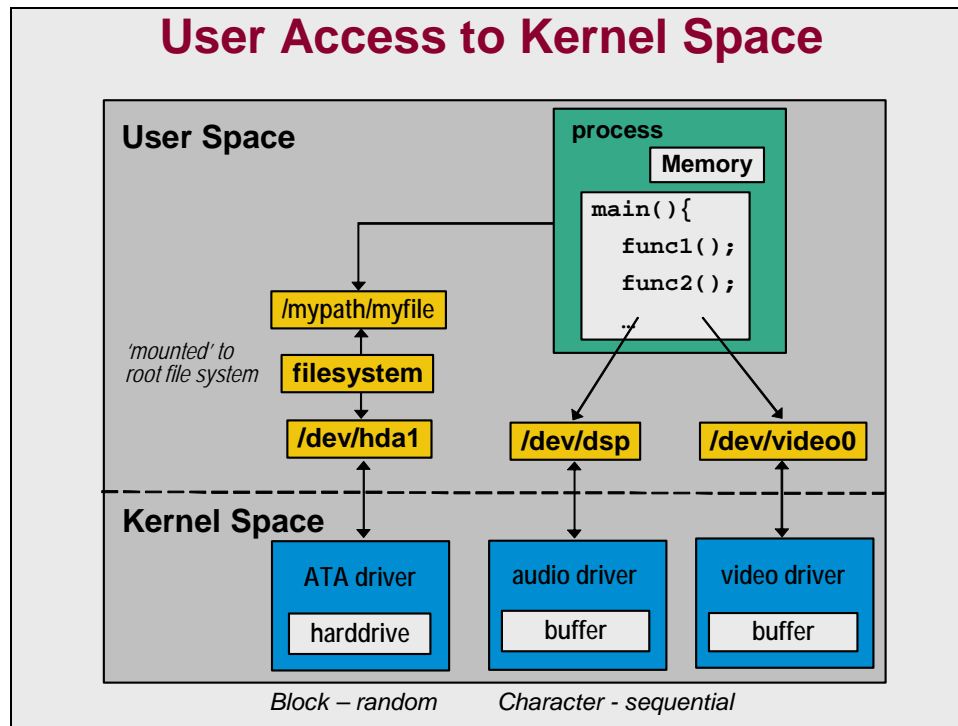 User Access to Kernel Space
User Space
process
Memory
main(){
func1();
func2();
…
/mypath/myfile
'mounted' to
root file system
filesystem
/dev/hda1
/dev/dsp
/dev/video0
Kernel Space
ATA driver
harddrive
audio driver
buffer
video driver
buffer
Block – random
Character - sequential